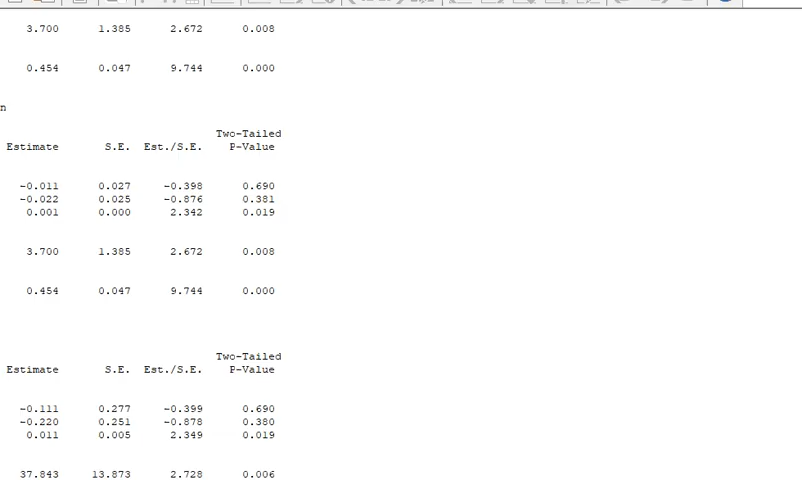 3.700 1.385 2.672 0.008
0.454 0.047 9.744 0.000
n
Two-Tailed
Estimate S.E. Est./S.E. P-Value
-0.011 0.027 -0.398 0.690
-0.022 0.025 -0.876 0.381
0.001 0.000 2.342 0.019
3.700 1.385 2.672 0.008
0.454 0.047 9.744 0.000
Two-Tailed
Estimate S.E. Est./S.E. P-Value
-0.111 0.277 -0.399 0.690
-0.220 0.251 -0.878 0.380
0.011 0.005 2.349 0.019
37.843 13.873 2.728 0.006